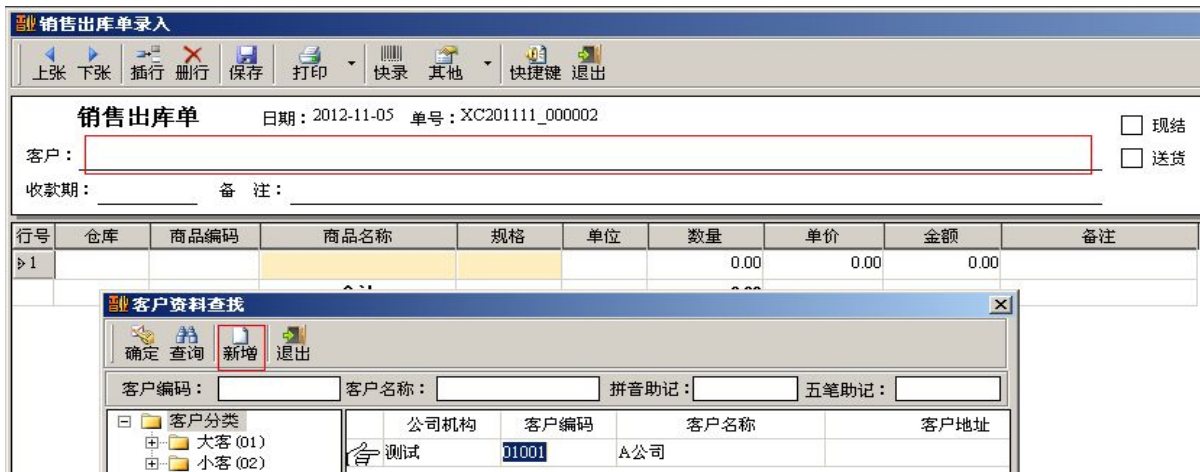 销售出库单录入
上张 下张 插行 删行 保存 打印 快录 其他 快捷键 退出
销售出库单 日期：2012-11-05 单号：XC201111_000002
现结
客户：
送货
收款期： 备 注：
行号 仓库 商品编码 商品名称 规格 单位 数量 单价 金额 备注
1 0.00 0.00 0.00
客户资料查找
确定 查询 新增 退出
客户编码： 客户名称： 拼音助记： 五笔助记：
客户分类 公司机构 客户编码 客户名称 客户地址
大客(01) 测试 01001 A公司
小客(02)